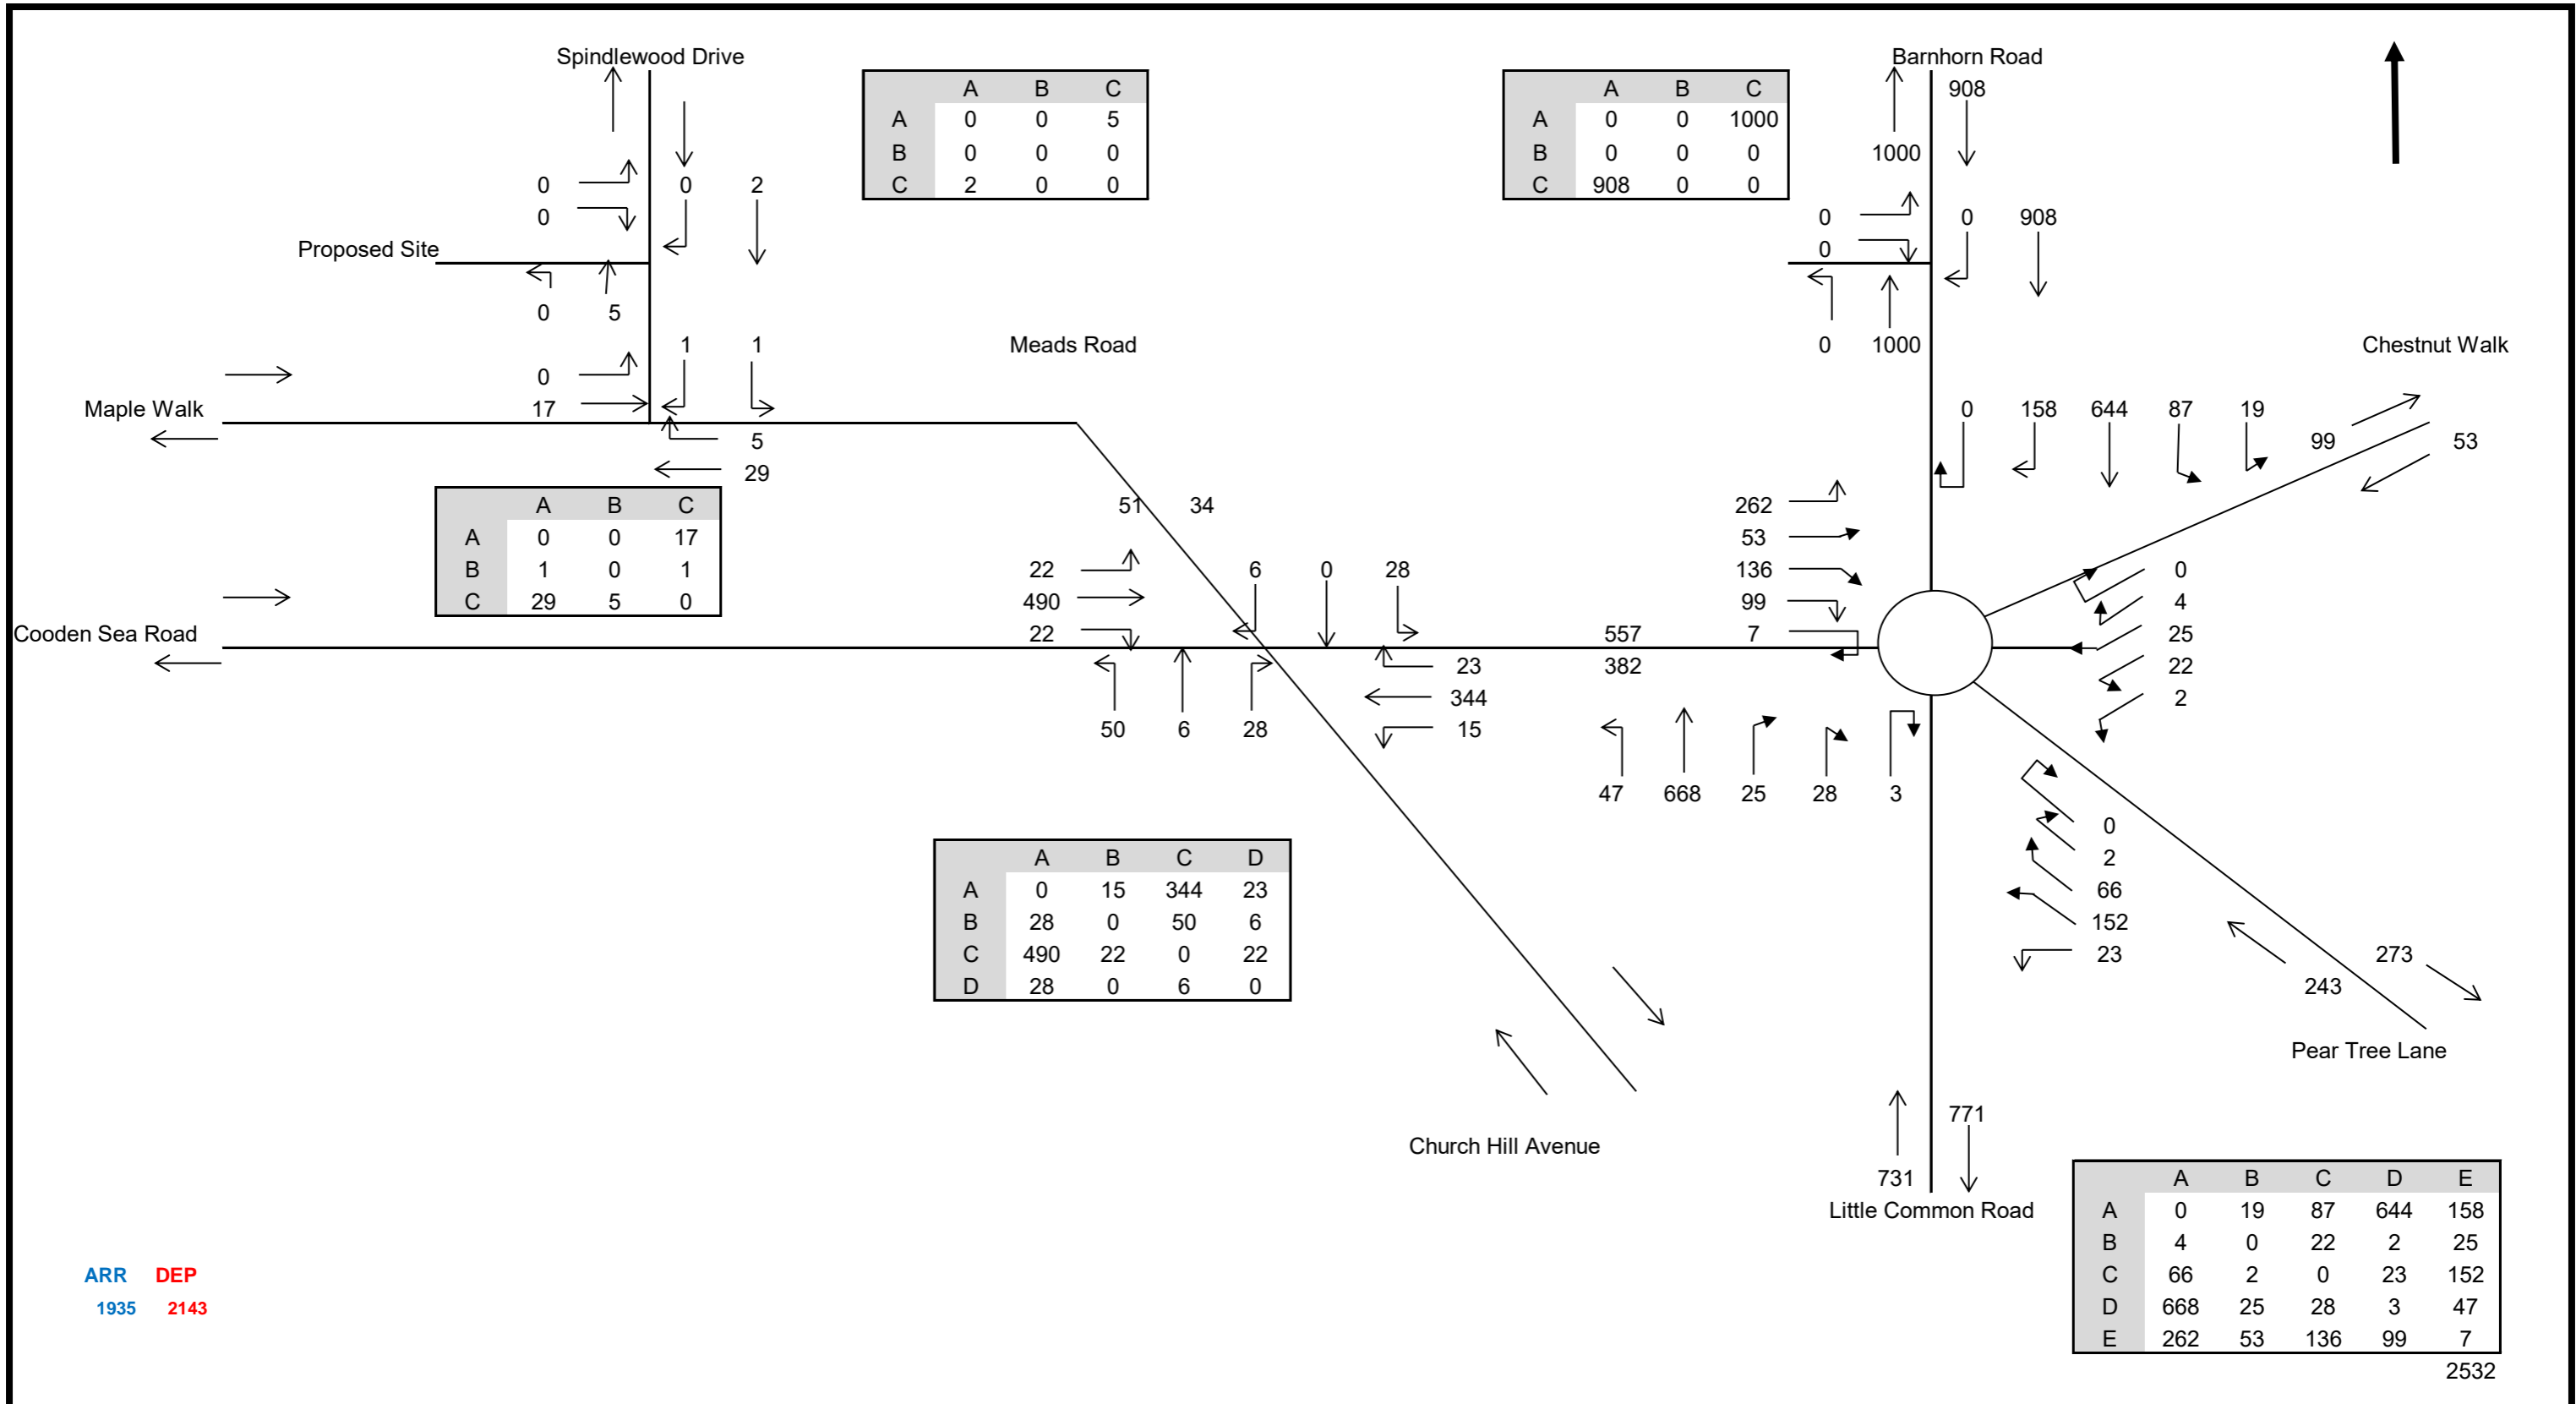 Spindlewood Drive
Barnhorn Road
A B C
A 0 0 5
B 0 0 0
C 2 0 0
A B C
A 0 0 1000
B 0 0 0
C 908 0 0
908
1000
0 0 2
0
Proposed Site
0 5
0 0 908
0
0 1000
Meads Road
Chestnut Walk
0 1 1
17
Maple Walk
5
29
0 158 644 87 19
99 53
A B C
A 0 0 17
B 1 0 1
C 29 5 0
51 34
262
53
136
99
7
22 6 0 28
490
22
Cooden Sea Road
557
382
23
344
15
50 6 28
0
4
25
22
2
47 668 25 28 3
0
2
66
152
23
273
243
Pear Tree Lane
A B C D
A 0 15 344 23
B 28 0 50 6
C 490 22 0 22
D 28 0 6 0
Church Hill Avenue
771
731
Little Common Road
A B C D E
A 0 19 87 644 158
B 4 0 22 2 25
C 66 2 0 23 152
D 668 25 28 3 47
E 262 53 136 99 7
2532
ARR DEP
1935 2143